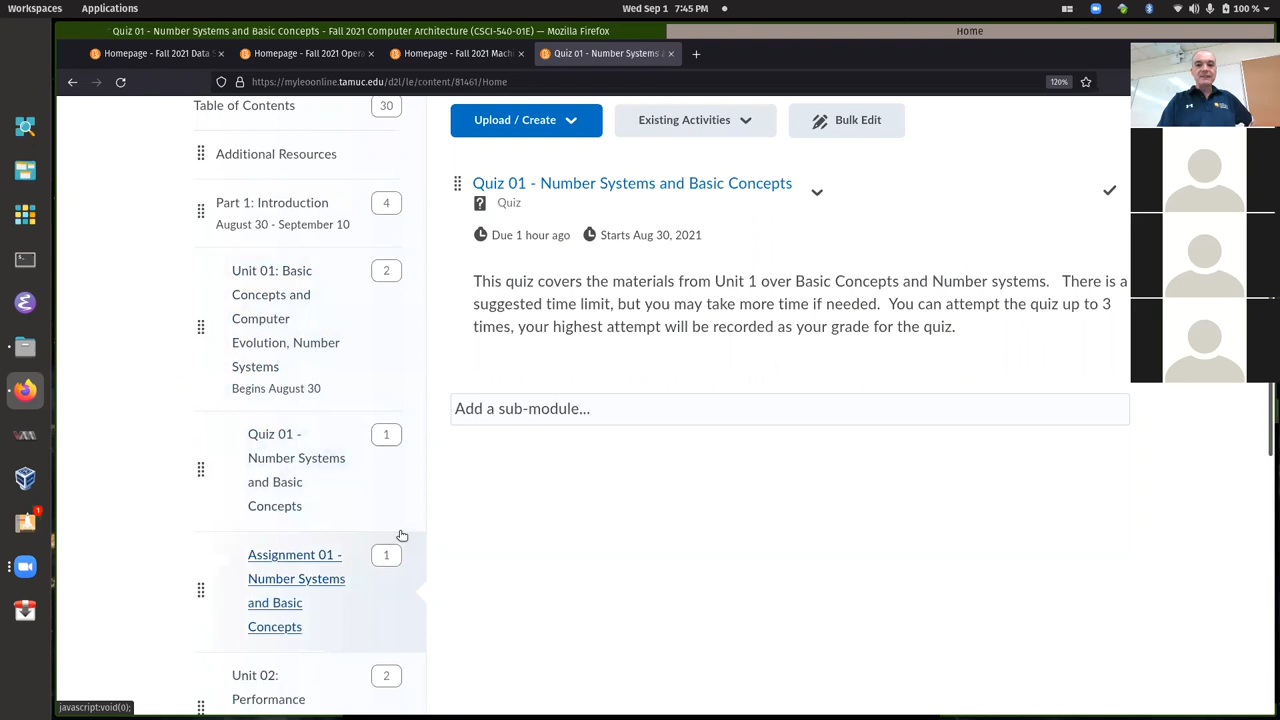 Workspaces Applications Wed Sep 1 7:45 PM 100 %
Quiz 01 - Number Systems and Basic Concepts - Fall 2021 Computer Architecture (CSCI-540-01E) — Mozilla Firefox Home
Homepage - Fall 2021 Data S Homepage - Fall 2021 Opera Homepage - Fall 2021 Machi Quiz 01 - Number Systems a
https://myleoonline.tamuc.edu/d2l/le/content/81461/Home 120%
Table of Contents 30
Upload / Create Existing Activities Bulk Edit
Additional Resources
Quiz 01 - Number Systems and Basic Concepts
Quiz
Part 1: Introduction 4
August 30 - September 10
Due 1 hour ago Starts Aug 30, 2021
Unit 01: Basic 2
Concepts and
Computer
Evolution, Number
Systems
Begins August 30
This quiz covers the materials from Unit 1 over Basic Concepts and Number systems. There is a
suggested time limit, but you may take more time if needed. You can attempt the quiz up to 3
times, your highest attempt will be recorded as your grade for the quiz.
Add a sub-module...
Quiz 01 - 1
Number Systems
and Basic
Concepts
Assignment 01 - 1
Number Systems
and Basic
Concepts
Unit 02: 2
Performance
javascript:void(0);
1